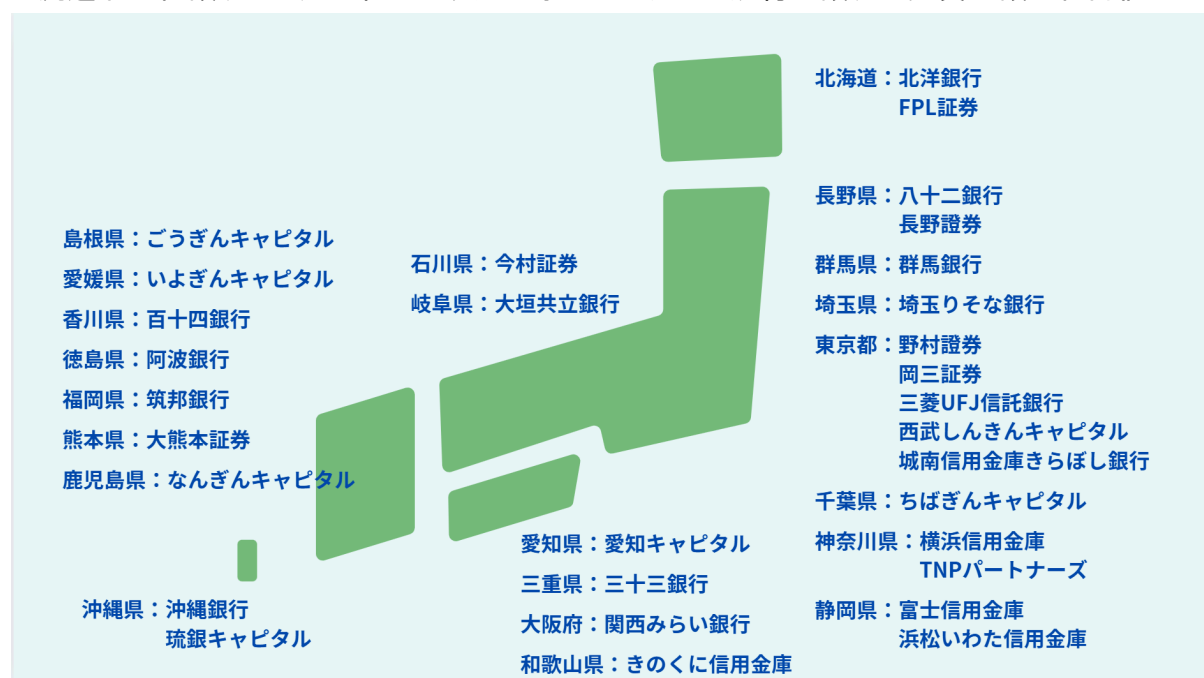 北海道：北洋銀行
FPL証券
長野県：八十二銀行
長野證券
群馬県：群馬銀行
埼玉県：埼玉りそな銀行
東京都：野村證券
岡三証券
三菱UFJ信託銀行
西武しんきんキャピタル
城南信用金庫きらぼし銀行
千葉県：ちばぎんキャピタル
神奈川県：横浜信用金庫
TNPパートナーズ
静岡県：富士信用金庫
浜松いわた信用金庫
石川県：今村証券
岐阜県：大垣共立銀行
愛知県：愛知キャピタル
三重県：三十三銀行
大阪府：関西みらい銀行
和歌山県：きのくに信用金庫
島根県：ごうぎんキャピタル
愛媛県：いよぎんキャピタル
香川県：百十四銀行
徳島県：阿波銀行
福岡県：筑邦銀行
熊本県：大熊本証券
鹿児島県：なんぎんキャピタル
沖縄県：沖縄銀行
琉銀キャピタル